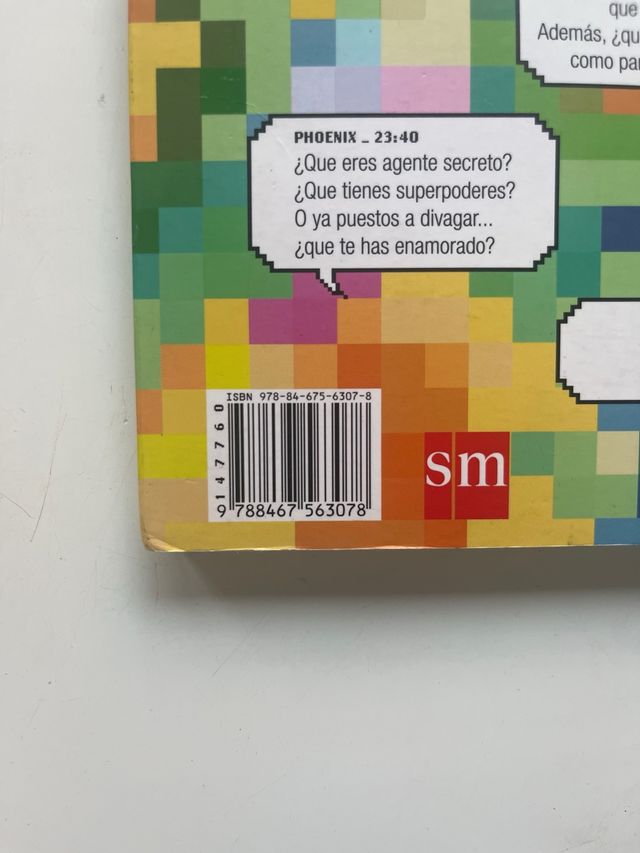 que
Además, ¿qu
como par
PHOENIX _ 23:40
¿Que eres agente secreto?
¿Que tienes superpoderes?
O ya puestos a divagar...
¿que te has enamorado?
ISBN 978-84-675-6307-8
147760
9 788467 563078
sm